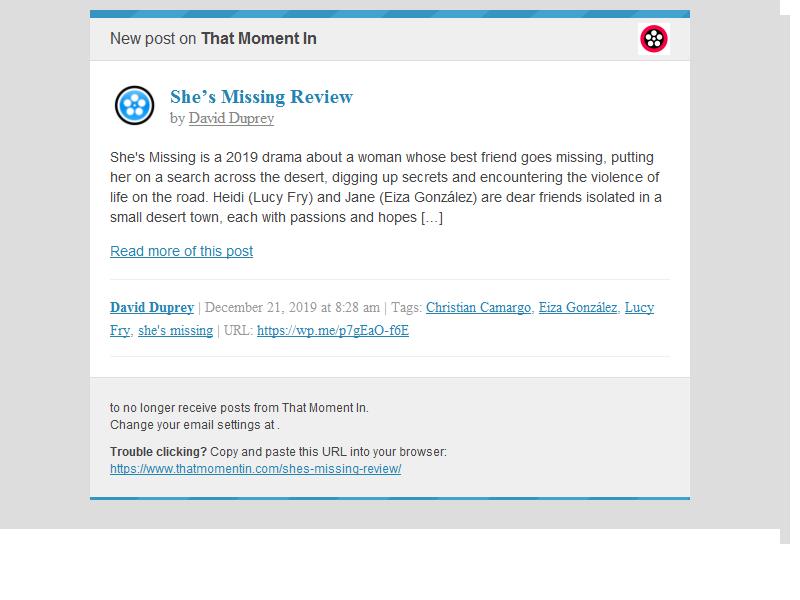 New post on That Moment In
She’s Missing Review
by David Duprey
She's Missing is a 2019 drama about a woman whose best friend goes missing, putting
her on a search across the desert, digging up secrets and encountering the violence of
life on the road. Heidi (Lucy Fry) and Jane (Eiza González) are dear friends isolated in a
small desert town, each with passions and hopes […]
Read more of this post
David Duprey | December 21, 2019 at 8:28 am | Tags: Christian Camargo, Eiza González, Lucy
Fry, she's missing | URL: https://wp.me/p7gEaO-f6E
to no longer receive posts from That Moment In.
Change your email settings at .
Trouble clicking? Copy and paste this URL into your browser:
https://www.thatmomentin.com/shes-missing-review/